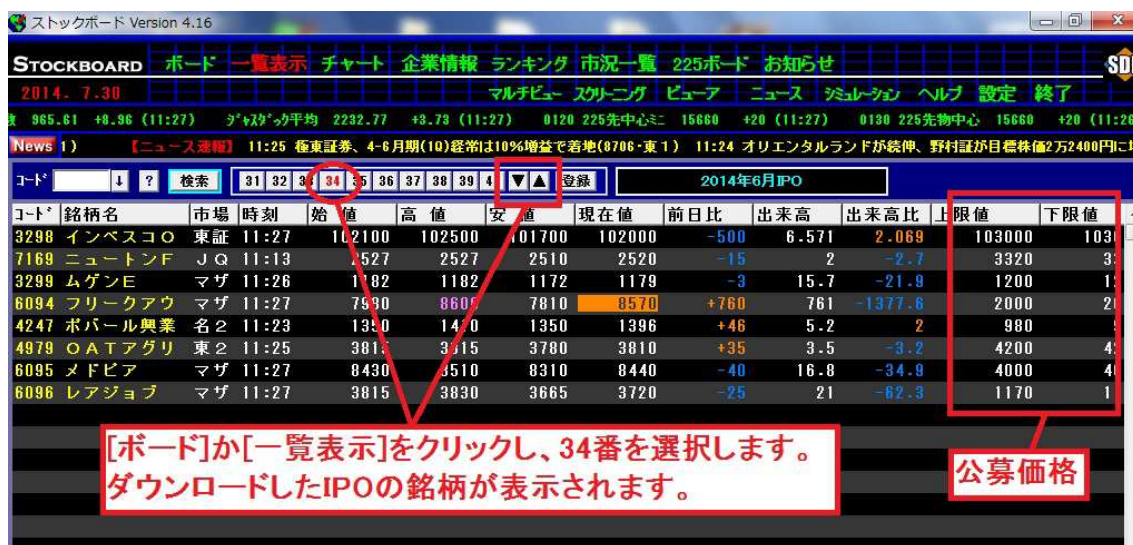 ストックボード Version 4.16
STOCKBOARD ボード 一覧表示 チャート 企業情報 ランキング 市況一覧 225ボード お知らせ
2014. 7.30 マルチビュー スクリーニング ビューア ニュース シミュレーション ヘルプ 設定 終了
965.61 +8.96 (11:27) ジャスダック平均 2232.77 +3.73 (11:27) 0120 225先中心ミニ 15660 +20 (11:27) 0130 225先物中心 15660 +20 (11:26
News 1) 【ニュース速報】 11:25 極東証券、4-6月期(1Q)経常は10%増益で着地(8706・東1) 11:24 オリエンタルランドが続伸、野村証が目標株価2万2400円に
コード ↓ ? 検索 31 32 34 35 36 37 38 39 4 ▼ ▲ 登録 2014年6月IPO
コード 銘柄名 市場 時刻 始 値 高 値 安 値 現在値 前日比 出来高 出来高比 上限値 下限値
3298 インベスコO 東証 11:27 102100 102500 101700 102000 -500 6.571 2.069 103000 103
7169 ニュートンF JQ 11:13 2527 2527 2510 2520 -15 2 -2.7 3320 3
3299 ムゲンE マザ 11:26 1182 1182 1172 1179 -3 15.7 -21.9 1200 1
6094 フリークアウ マザ 11:27 7930 8600 7810 8570 +760 761 -1377.6 2000 2
4247 ポバール興業 名2 11:23 1350 1350 1396 +46 5.2 2 980
4979 OATアグリ 東2 11:25 3815 3815 3780 3810 +35 3.5 -3.2 4200 4
6095 メドピア マザ 11:27 8430 8510 8310 8440 -40 16.8 -34.9 4000 4
6096 レアジョブ マザ 11:27 3815 3830 3665 3720 -25 21 -62.3 1170 1
[ボード]か[一覧表示]をクリックし、34番を選択します。
ダウンロードしたIPOの銘柄が表示されます。
公募価格